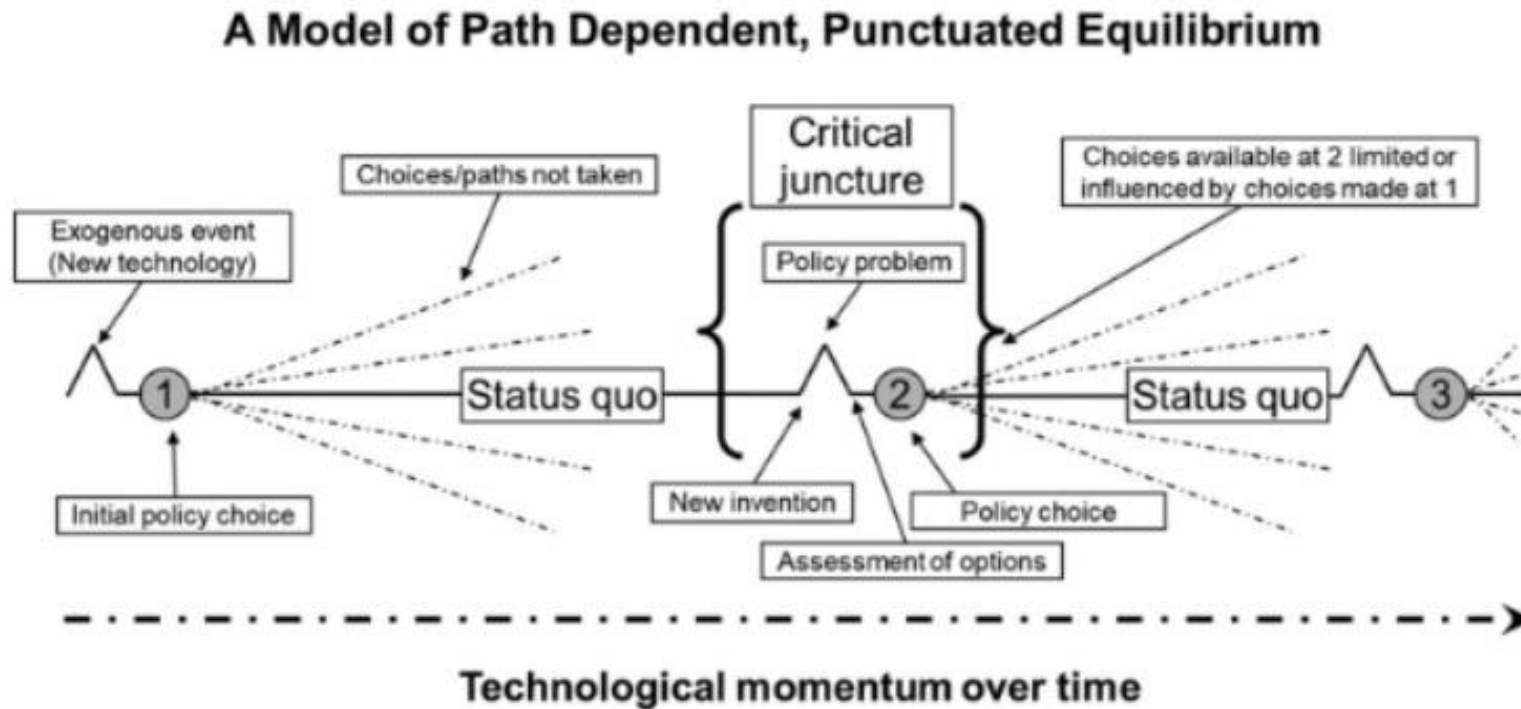 A Model of Path Dependent, Punctuated Equilibrium
Critical
juncture
Choices/paths not taken
Choices available at 2 limited or
influenced by choices made at 1
Exogenous event
(New technology)
Policy problem
1
Status quo
2
Status quo
3
Initial policy choice
New invention
Policy choice
Assessment of options
Technological momentum over time